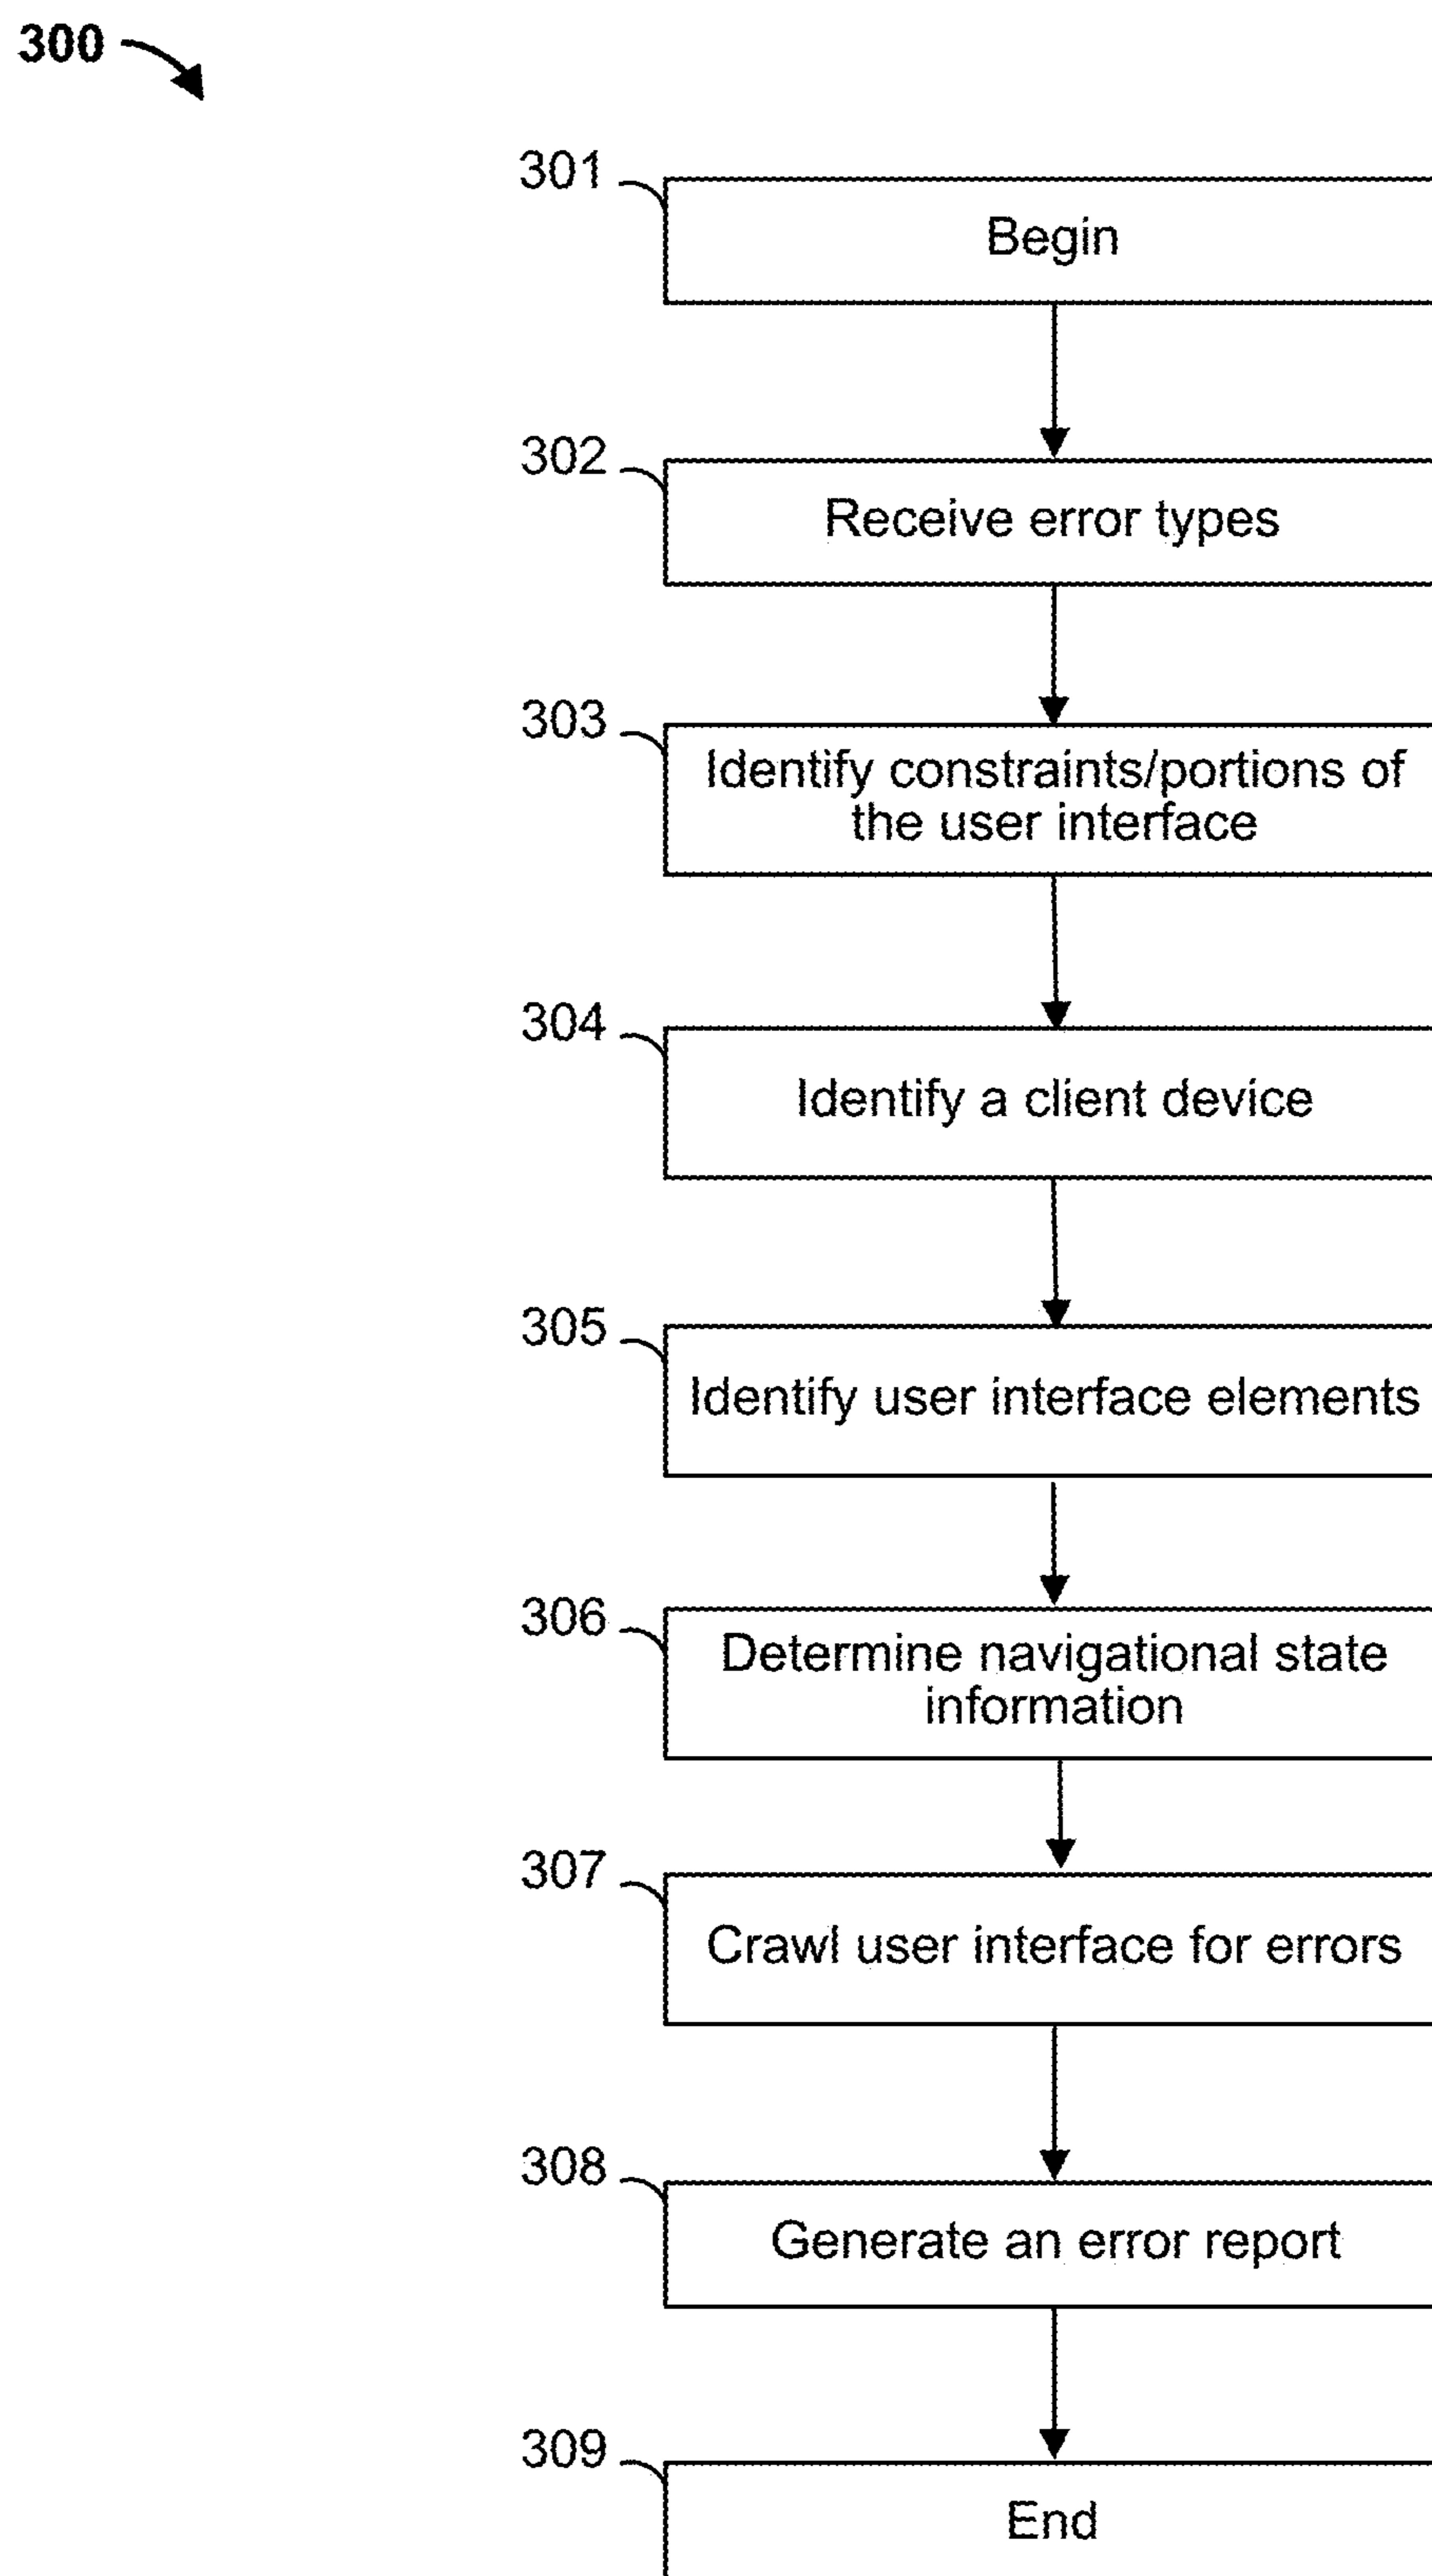 300
301
Begin
302
Receive error types
303
Identify constraints/portions of
the user interface
304
Identify a client device
305
Identify user interface elements
306
Determine navigational state
information
307
Crawl user interface for errors
308
Generate an error report
309
End